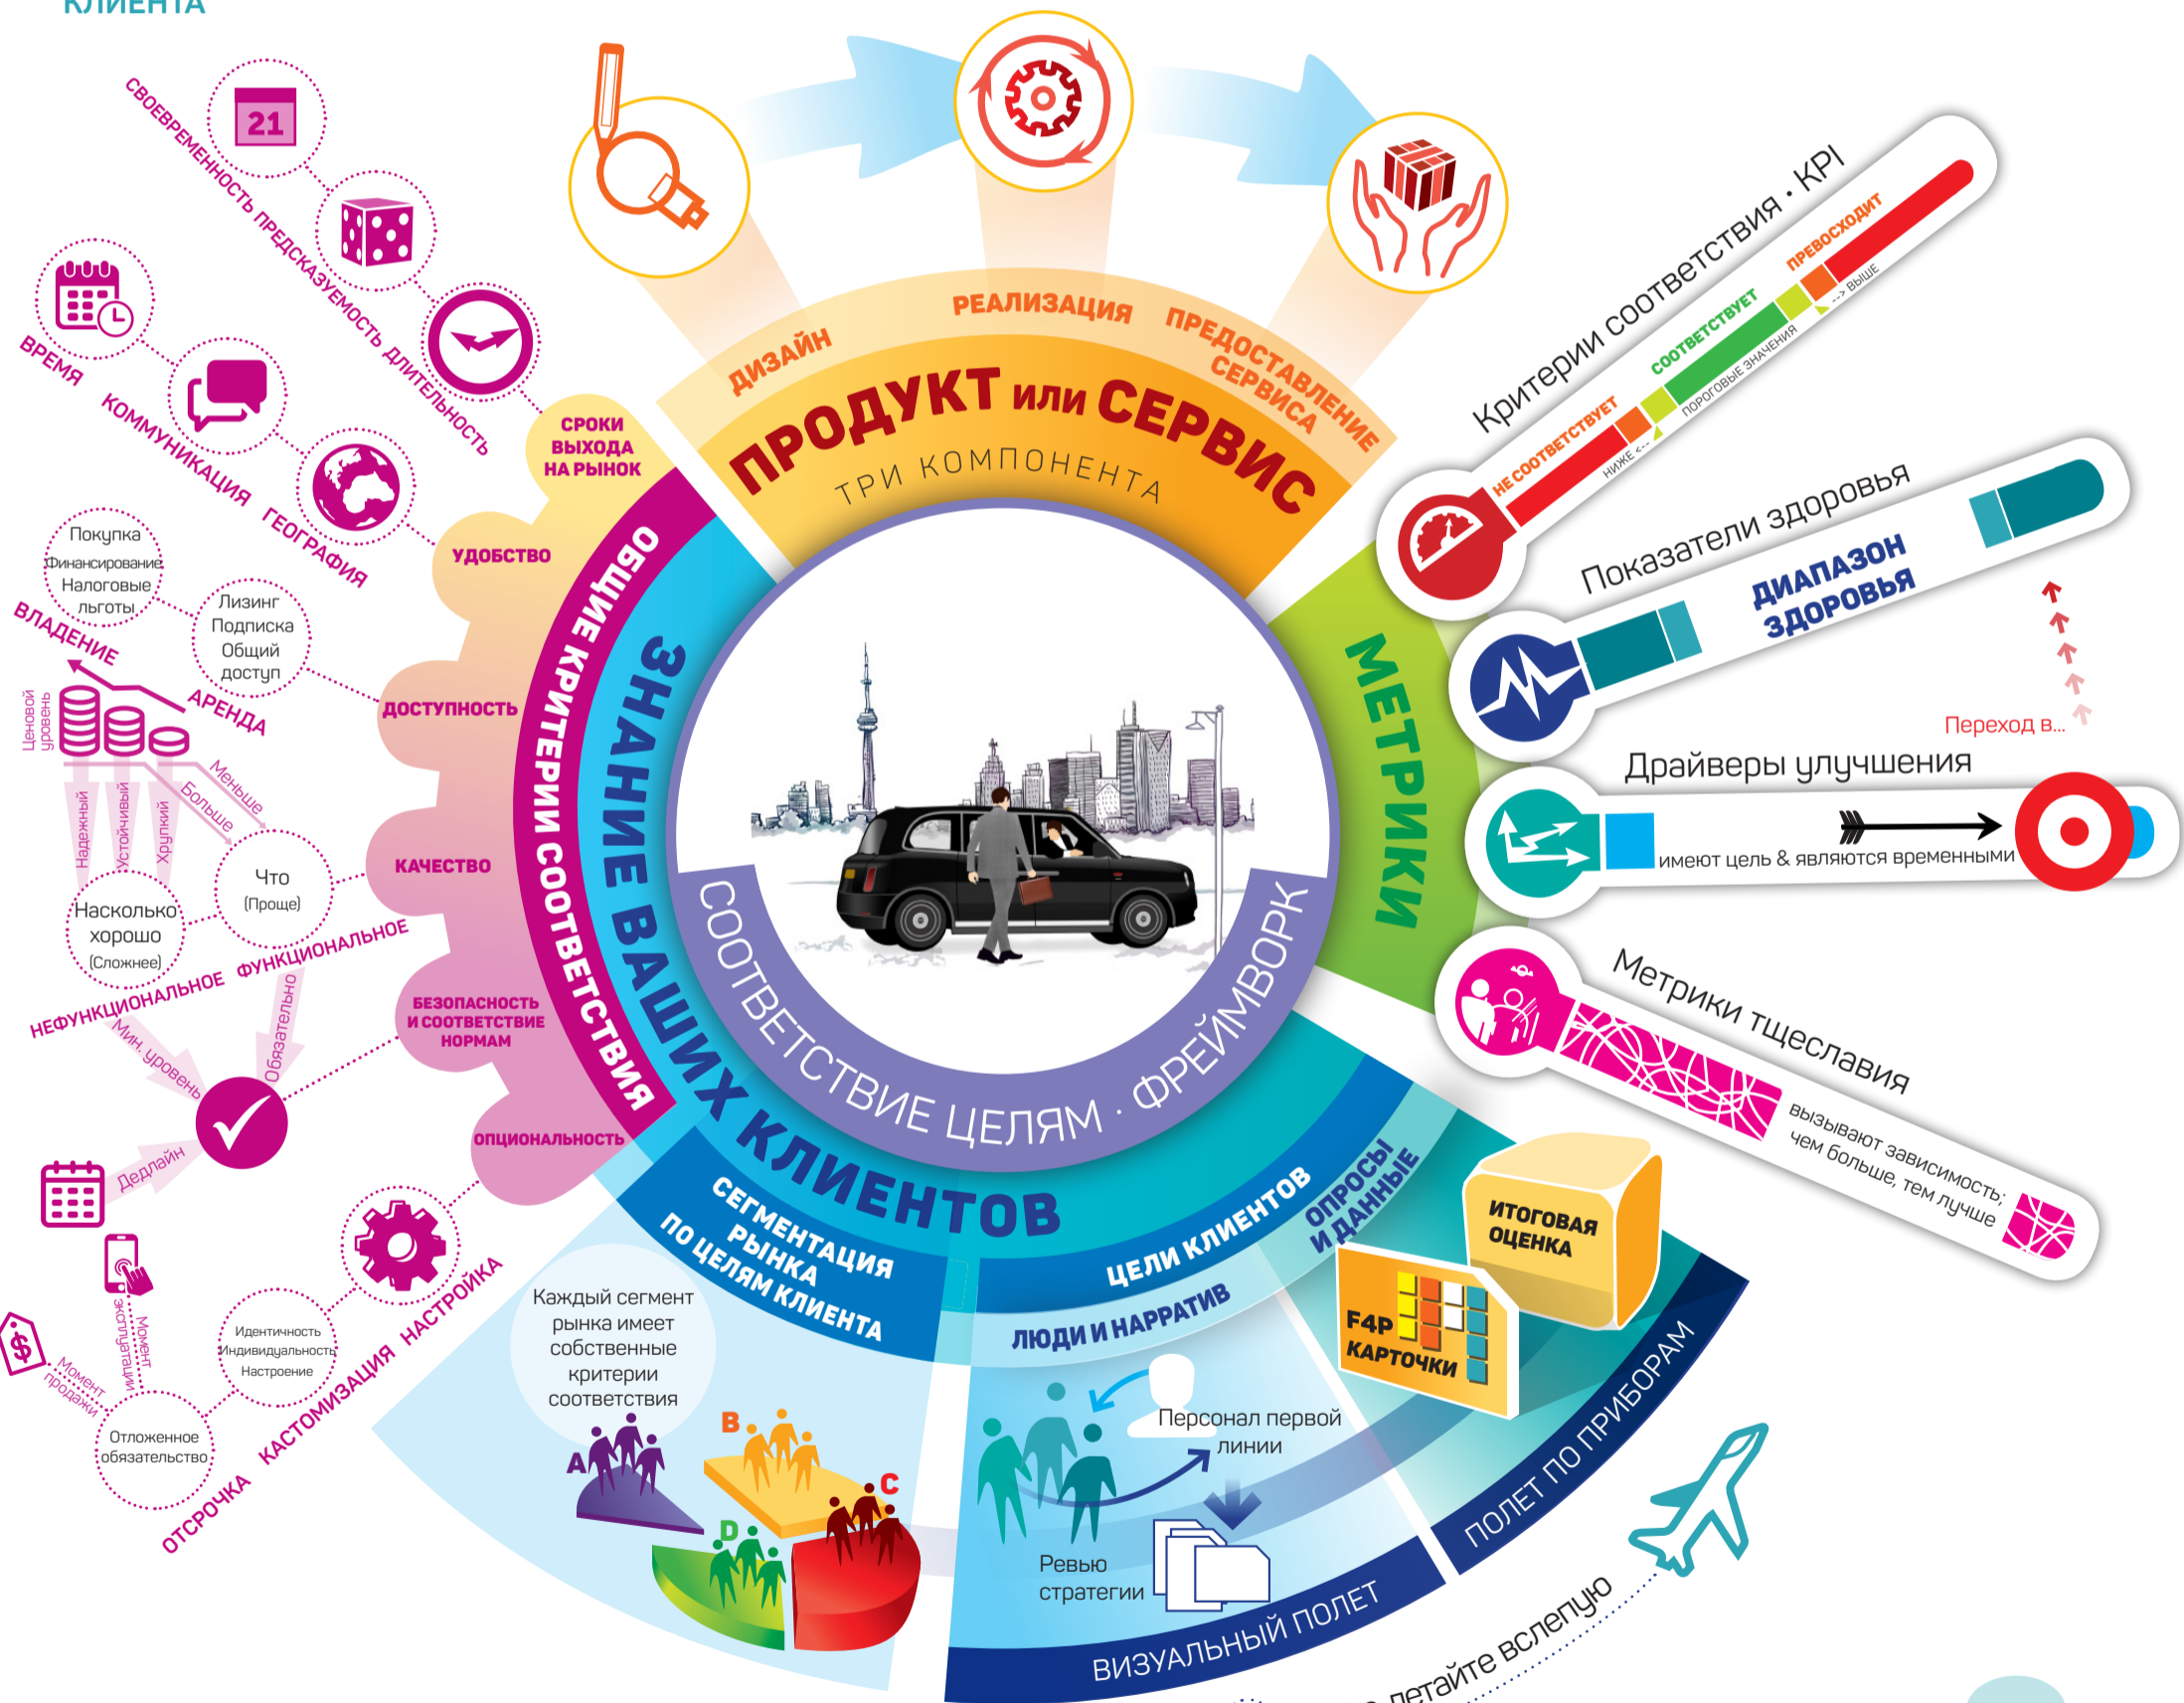 КЛИЕНТА
21
СВОЕВРЕМЕННОСТЬ ПРЕДСКАЗУЕМОСТЬ ДЛИТЕЛЬНОСТЬ
ВРЕМЯ КОММУНИКАЦИЯ ГЕОГРАФИЯ
Покупка
Финансирование
Налоговые
льготы
Лизинг
Подписка
Общий
доступ
ВЛАДЕНИЕ
АРЕНДА
Ценовой
уровень
Надежный
Устойчивый
Хрупкий
Больше
Меньше
Что
(Проще)
Насколько
хорошо
(Сложнее)
НЕФУНКЦИОНАЛЬНОЕ ФУНКЦИОНАЛЬНОЕ
Мин. уровень
Обязательно
Дедлайн
Момент
эксплуатации
$
Момент
продажи
Идентичность
Индивидуальность
Настроение
Отложенное
обязательство
ОТСРОЧКА КАСТОМИЗАЦИЯ НАСТРОЙКА
СРОКИ
ВЫХОДА
НА РЫНОК
УДОБСТВО
ДОСТУПНОСТЬ
КАЧЕСТВО
БЕЗОПАСНОСТЬ
И СООТВЕТСТВИЕ
НОРМАМ
ОПЦИОНАЛЬНОСТЬ
ОБЩИЕ КРИТЕРИИ СООТВЕТСТВИЯ
ЗНАНИЕ ВАШИХ КЛИЕНТОВ
ДИЗАЙН
РЕАЛИЗАЦИЯ
ПРЕДОСТАВЛЕНИЕ
СЕРВИСА
ПРОДУКТ или СЕРВИС
ТРИ КОМПОНЕНТА
СООТВЕТСТВИЕ ЦЕЛЯМ · ФРЕЙМВОРК
МЕТРИКИ
Критерии соответствия · KPI
НЕ СООТВЕТСТВУЕТ
СООТВЕТСТВУЕТ
ПРЕВОСХОДИТ
НИЖЕ <--
ПОРОГОВЫЕ ЗНАЧЕНИЯ
--> ВЫШЕ
Показатели здоровья
ДИАПАЗОН
ЗДОРОВЬЯ
Переход в...
Драйверы улучшения
имеют цель & являются временными
Метрики тщеславия
вызывают зависимость;
чем больше, тем лучше
СЕГМЕНТАЦИЯ
РЫНКА
ПО ЦЕЛЯМ КЛИЕНТА
Каждый сегмент
рынка имеет
собственные
критерии
соответствия
A
B
C
D
ЦЕЛИ КЛИЕНТОВ
ЛЮДИ И НАРРАТИВ
ОПРОСЫ
И ДАННЫЕ
Персонал первой
линии
Ревью
стратегии
ИТОГОВАЯ
ОЦЕНКА
F4P
КАРТОЧКИ
ВИЗУАЛЬНЫЙ ПОЛЕТ
ПОЛЕТ ПО ПРИБОРАМ
летайте вслепую